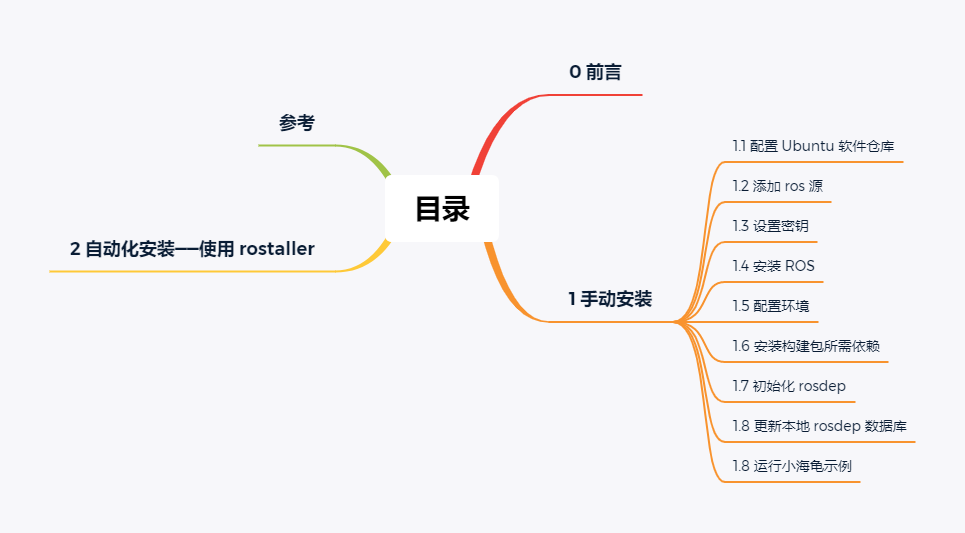 目录
0 前言
1 手动安装
1.1 配置 Ubuntu 软件仓库
1.2 添加 ros 源
1.3 设置密钥
1.4 安装 ROS
1.5 配置环境
1.6 安装构建包所需依赖
1.7 初始化 rosdep
1.8 更新本地 rosdep 数据库
1.8 运行小海龟示例
2 自动化安装——使用 rostaller
参考